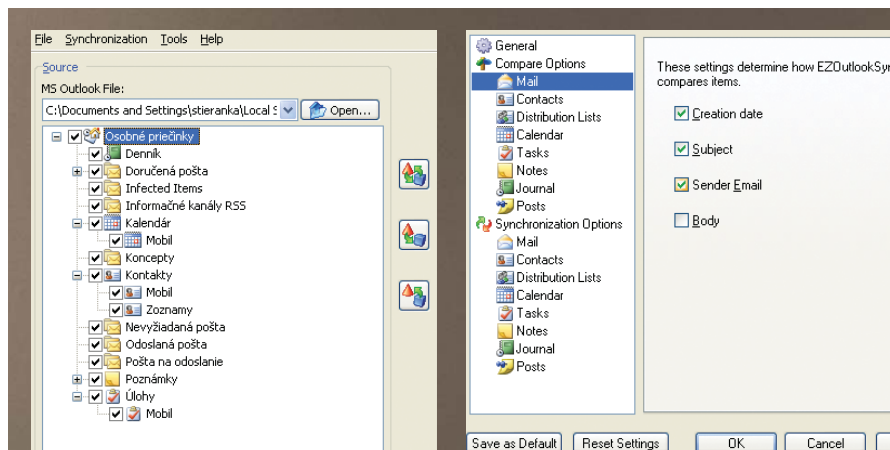 File Synchronization Tools Help
Source
MS Outlook File:
C:\Documents and Settings\stieranka\Local S Open...
Osobné priečinky
Denník
Doručená pošta
Infected Items
Informačné kanály RSS
Kalendár
Mobil
Koncepty
Kontakty
Mobil
Zoznamy
Nevyžiadaná pošta
Odoslaná pošta
Pošta na odoslanie
Poznámky
Úlohy
Mobil
General
Compare Options
Mail
Contacts
Distribution Lists
Calendar
Tasks
Notes
Journal
Posts
Synchronization Options
Mail
Contacts
Distribution Lists
Calendar
Tasks
Notes
Journal
Posts
These settings determine how EZOutlookSyn
compares items.
Creation date
Subject
Sender Email
Body
Save as Default Reset Settings OK Cancel